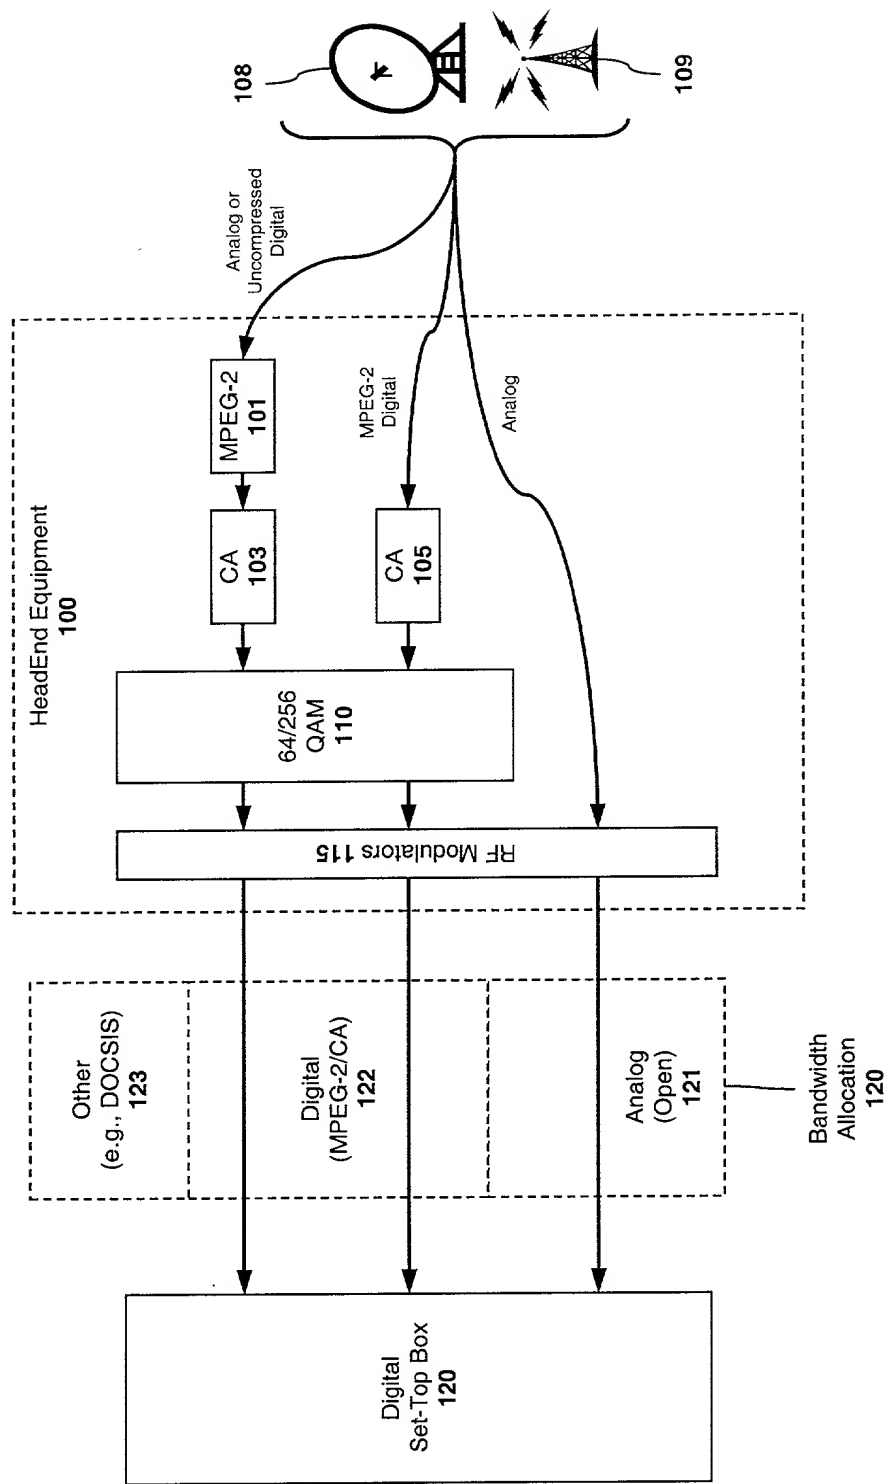 108
109
Analog or
Uncompressed
Digital
MPEG-2
Digital
Analog
HeadEnd Equipment
100
MPEG-2
101
CA
103
CA
105
64/256
QAM
110
RF Modulators 115
Other
(e.g., DOCSIS)
123
Digital
(MPEG-2/CA)
122
Analog
(Open)
121
Bandwidth
Allocation
120
Digital
Set-Top Box
120